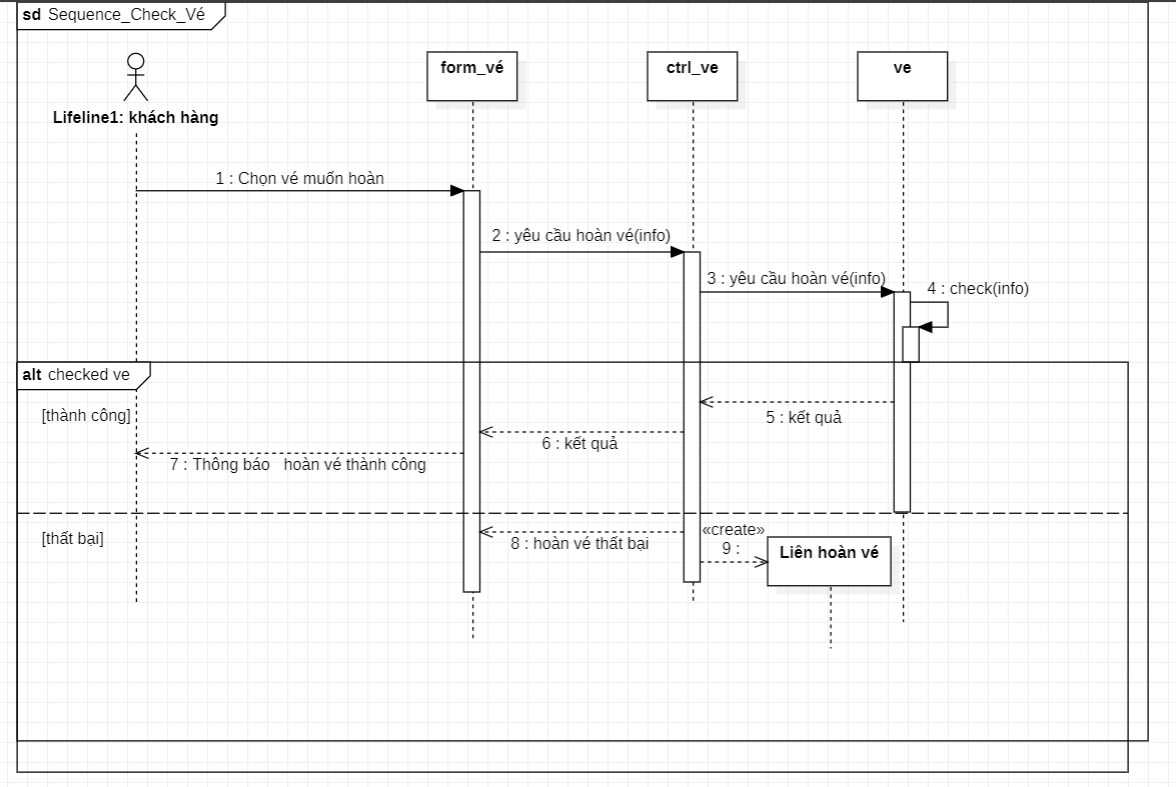 sd Sequence_Check_Vé
form_vé
ctrl_ve
ve
Lifeline1: khách hàng
1 : Chọn vé muốn hoàn
2 : yêu cầu hoàn vé(info)
3 : yêu cầu hoàn vé(info)
4 : check(info)
alt checked ve
[thành công]
5 : kết quả
6 : kết quả
7 : Thông báo   hoàn vé thành công
[thất bại]
8 : hoàn vé thất bại
«create»
9 :
Liên hoàn vé